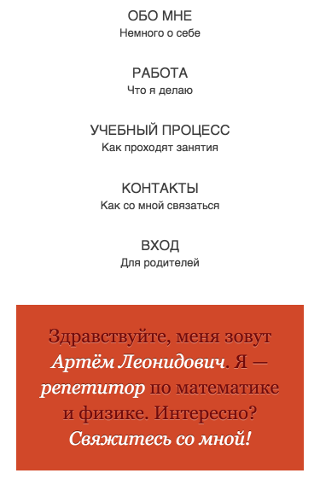 ОБО МНЕ
Немного о себе
РАБОТА
Что я делаю
УЧЕБНЫЙ ПРОЦЕСС
Как проходят занятия
КОНТАКТЫ
Как со мной связаться
ВХОД
Для родителей
Здравствуйте, меня зовут
Артём Леонидович. Я —
репетитор по математике
и физике. Интересно?
Свяжитесь со мной!